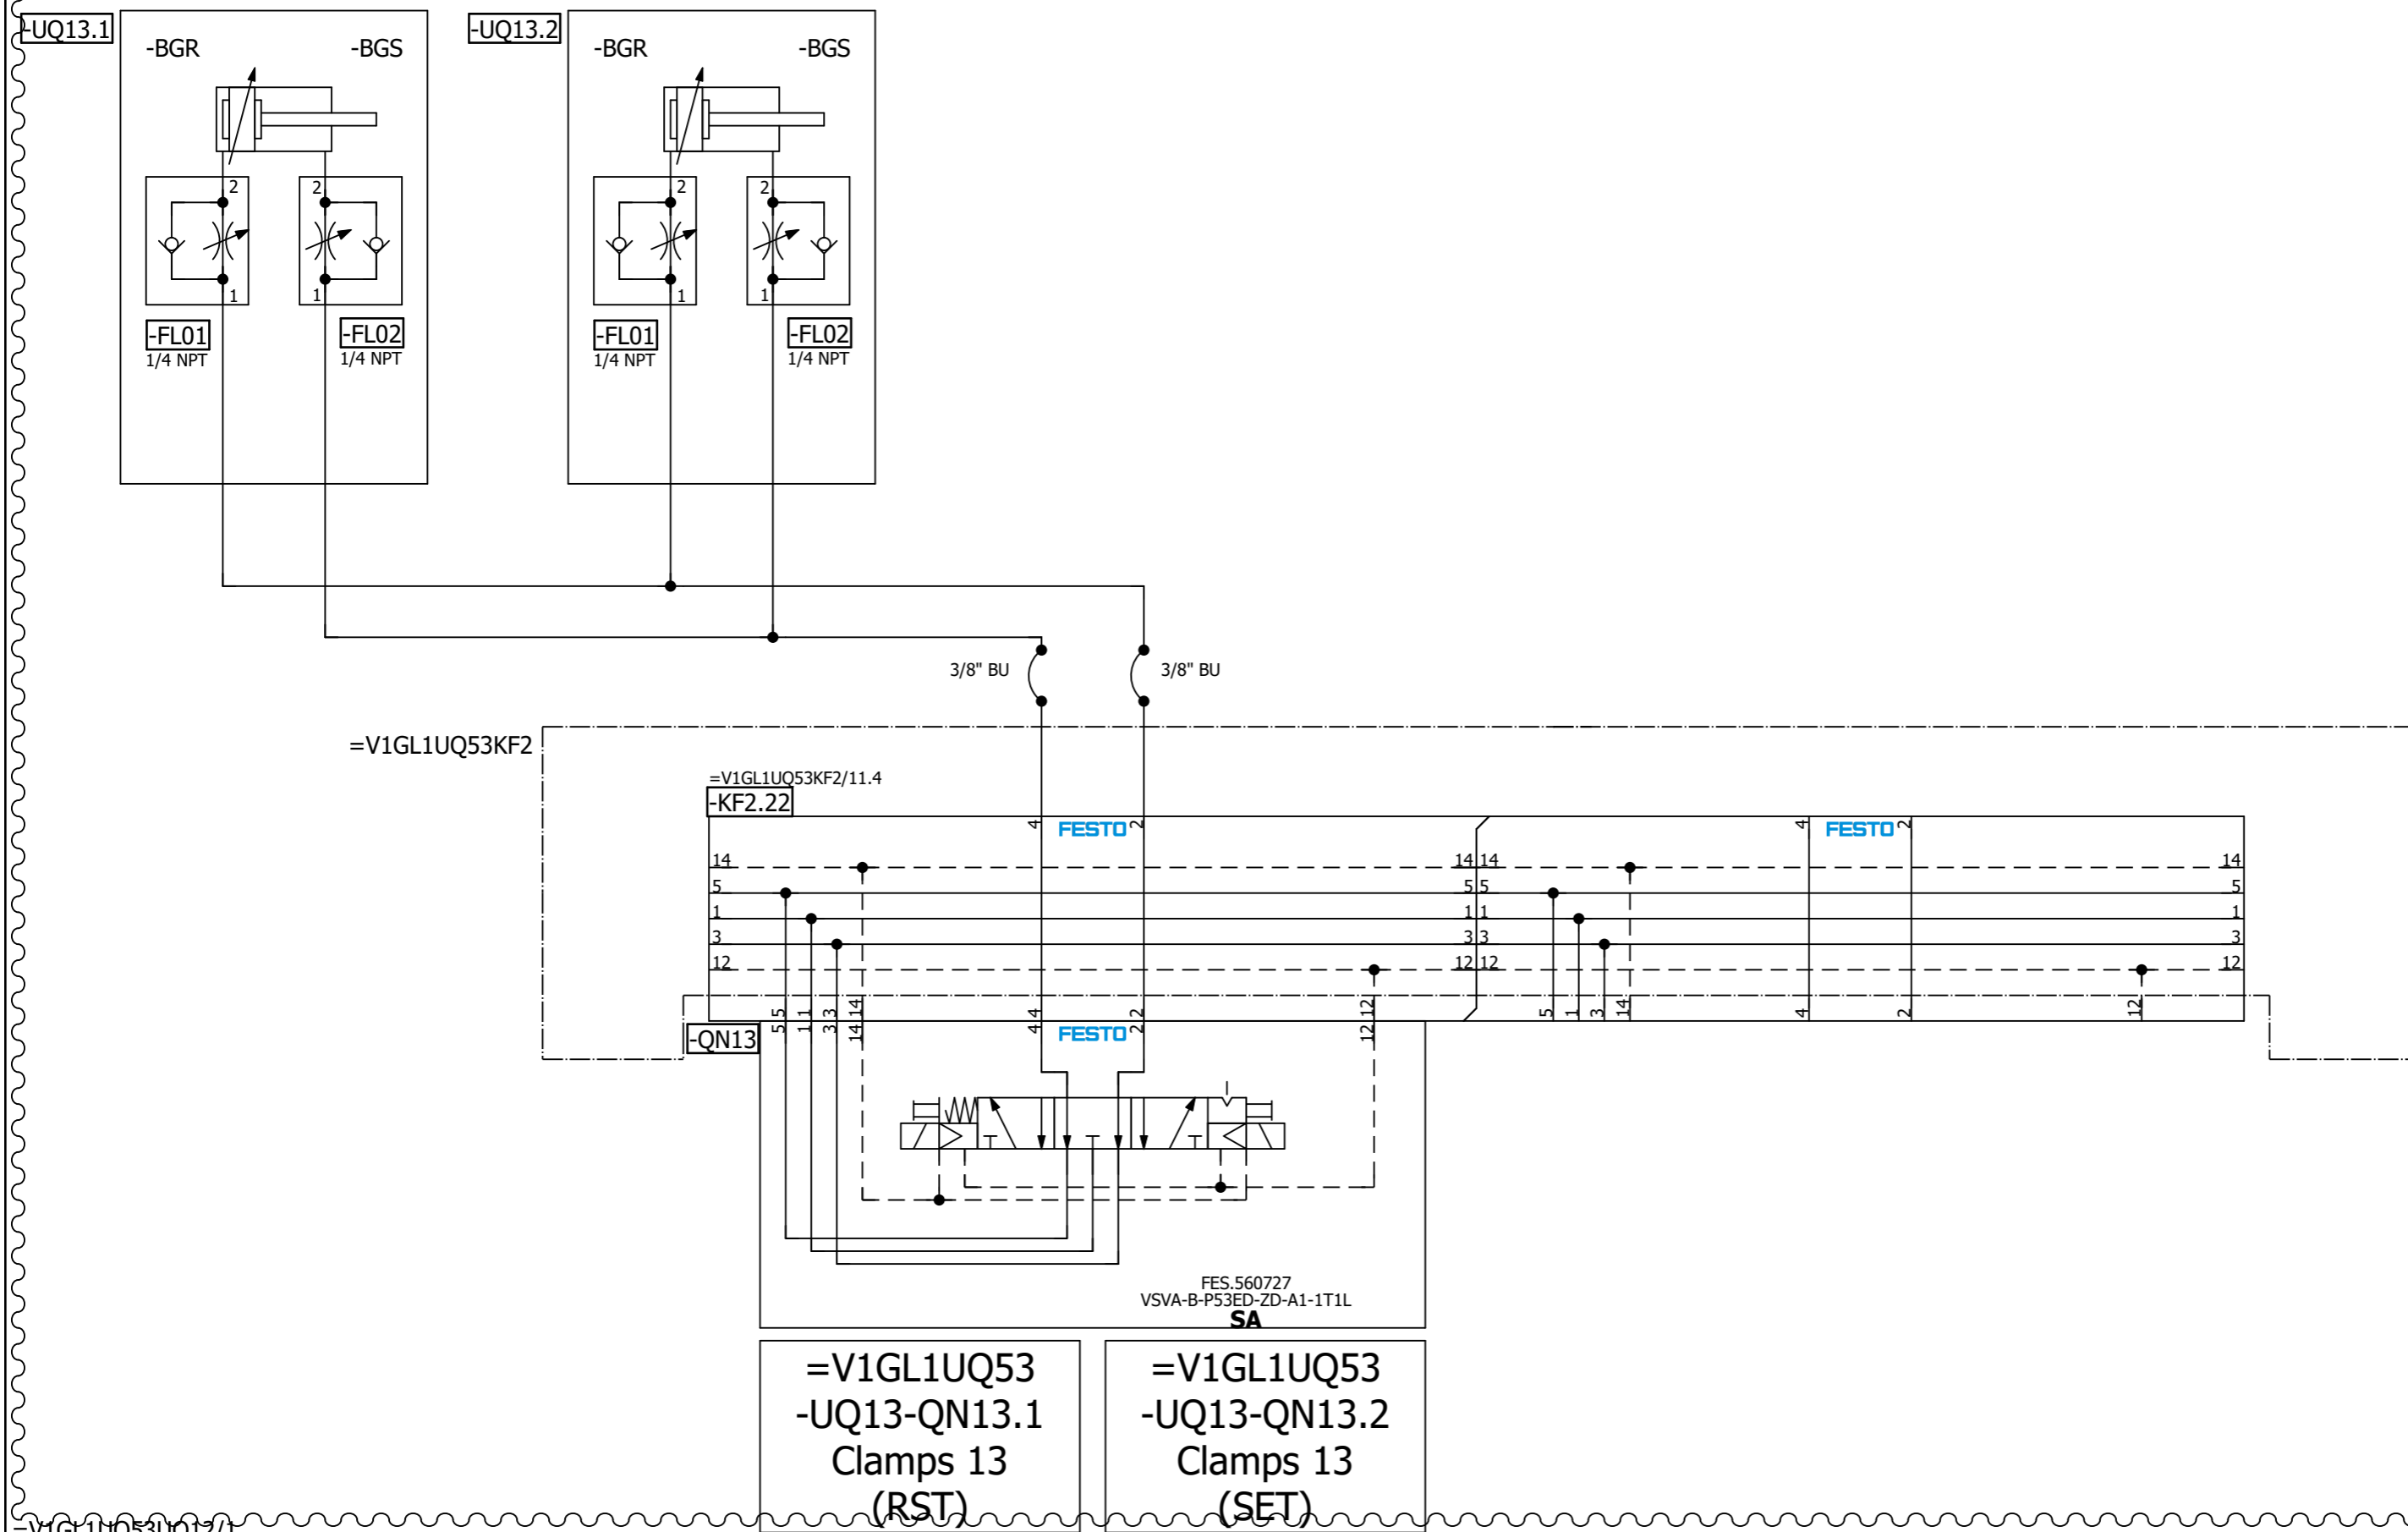 -UQ13.1
-BGR
-BGS
-UQ13.2
-BGR
-BGS
2
2
2
2
1
1
1
1
-FL01
1/4 NPT
-FL02
1/4 NPT
-FL01
1/4 NPT
-FL02
1/4 NPT
3/8" BU
3/8" BU
=V1GL1UQ53KF2
=V1GL1UQ53KF2/11.4
-KF2.22
4 FESTO 2
4 FESTO 2
14 14 14 14
5 5 5 5
1 1 1 1
3 3 3 3
12 12 12 12
5 1 3 14 4 2 12
5 1 3 14 4 2 12
-QN13
5 1 3 14 4 FESTO 2 12
FES.560727
VSVA-B-P53ED-ZD-A1-1T1L
SA
=V1GL1UQ53
-UQ13-QN13.1
Clamps 13
(RST)
=V1GL1UQ53
-UQ13-QN13.2
Clamps 13
(SET)
=V1GL1UQ53UQ12/1